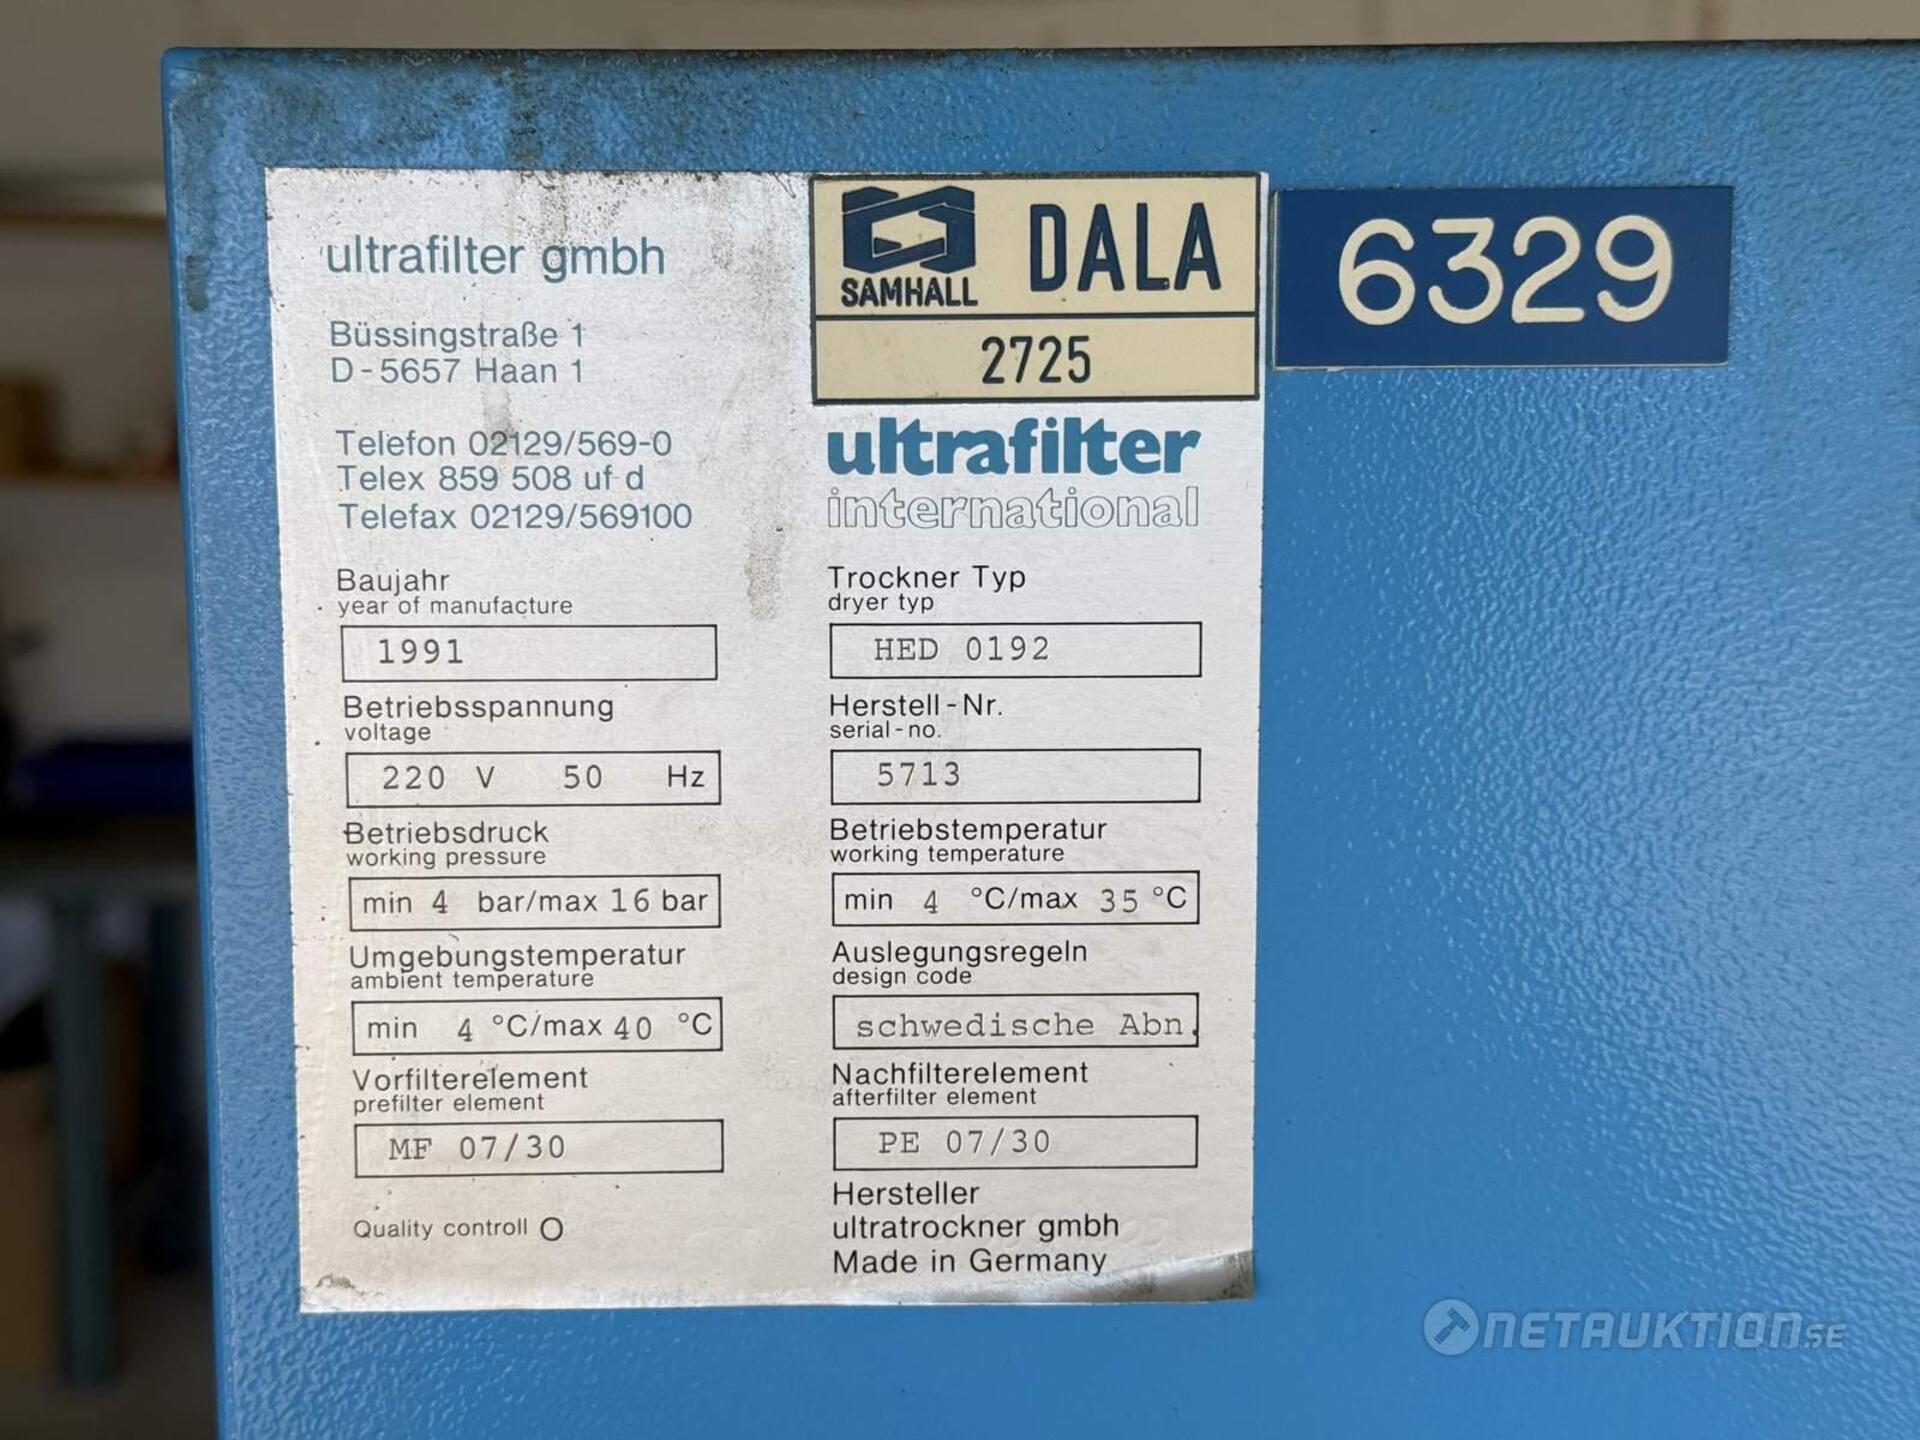 ultrafilter gmbh
Büssingstraße 1
D-5657 Haan 1
Telefon 02129/569-0
Telex 859 508 uf d
Telefax 02129/569100
SAMHALL DALA
2725
6329
ultrafilter
international
Baujahr
year of manufacture
1991
Trockner Typ
dryer typ
HED 0192
Betriebsspannung
voltage
220 V 50 Hz
Herstell-Nr.
serial-no.
5713
Betriebsdruck
working pressure
min 4 bar/max 16 bar
Betriebstemperatur
working temperature
min 4 °C/max 35 °C
Umgebungstemperatur
ambient temperature
min 4 °C/max 40 °C
Auslegungsregeln
design code
schwedische Abn.
Vorfilterelement
prefilter element
MF 07/30
Nachfilterelement
afterfilter element
PE 07/30
Quality controll O
Hersteller
ultratrockner gmbh
Made in Germany
NETAUKTION.SE